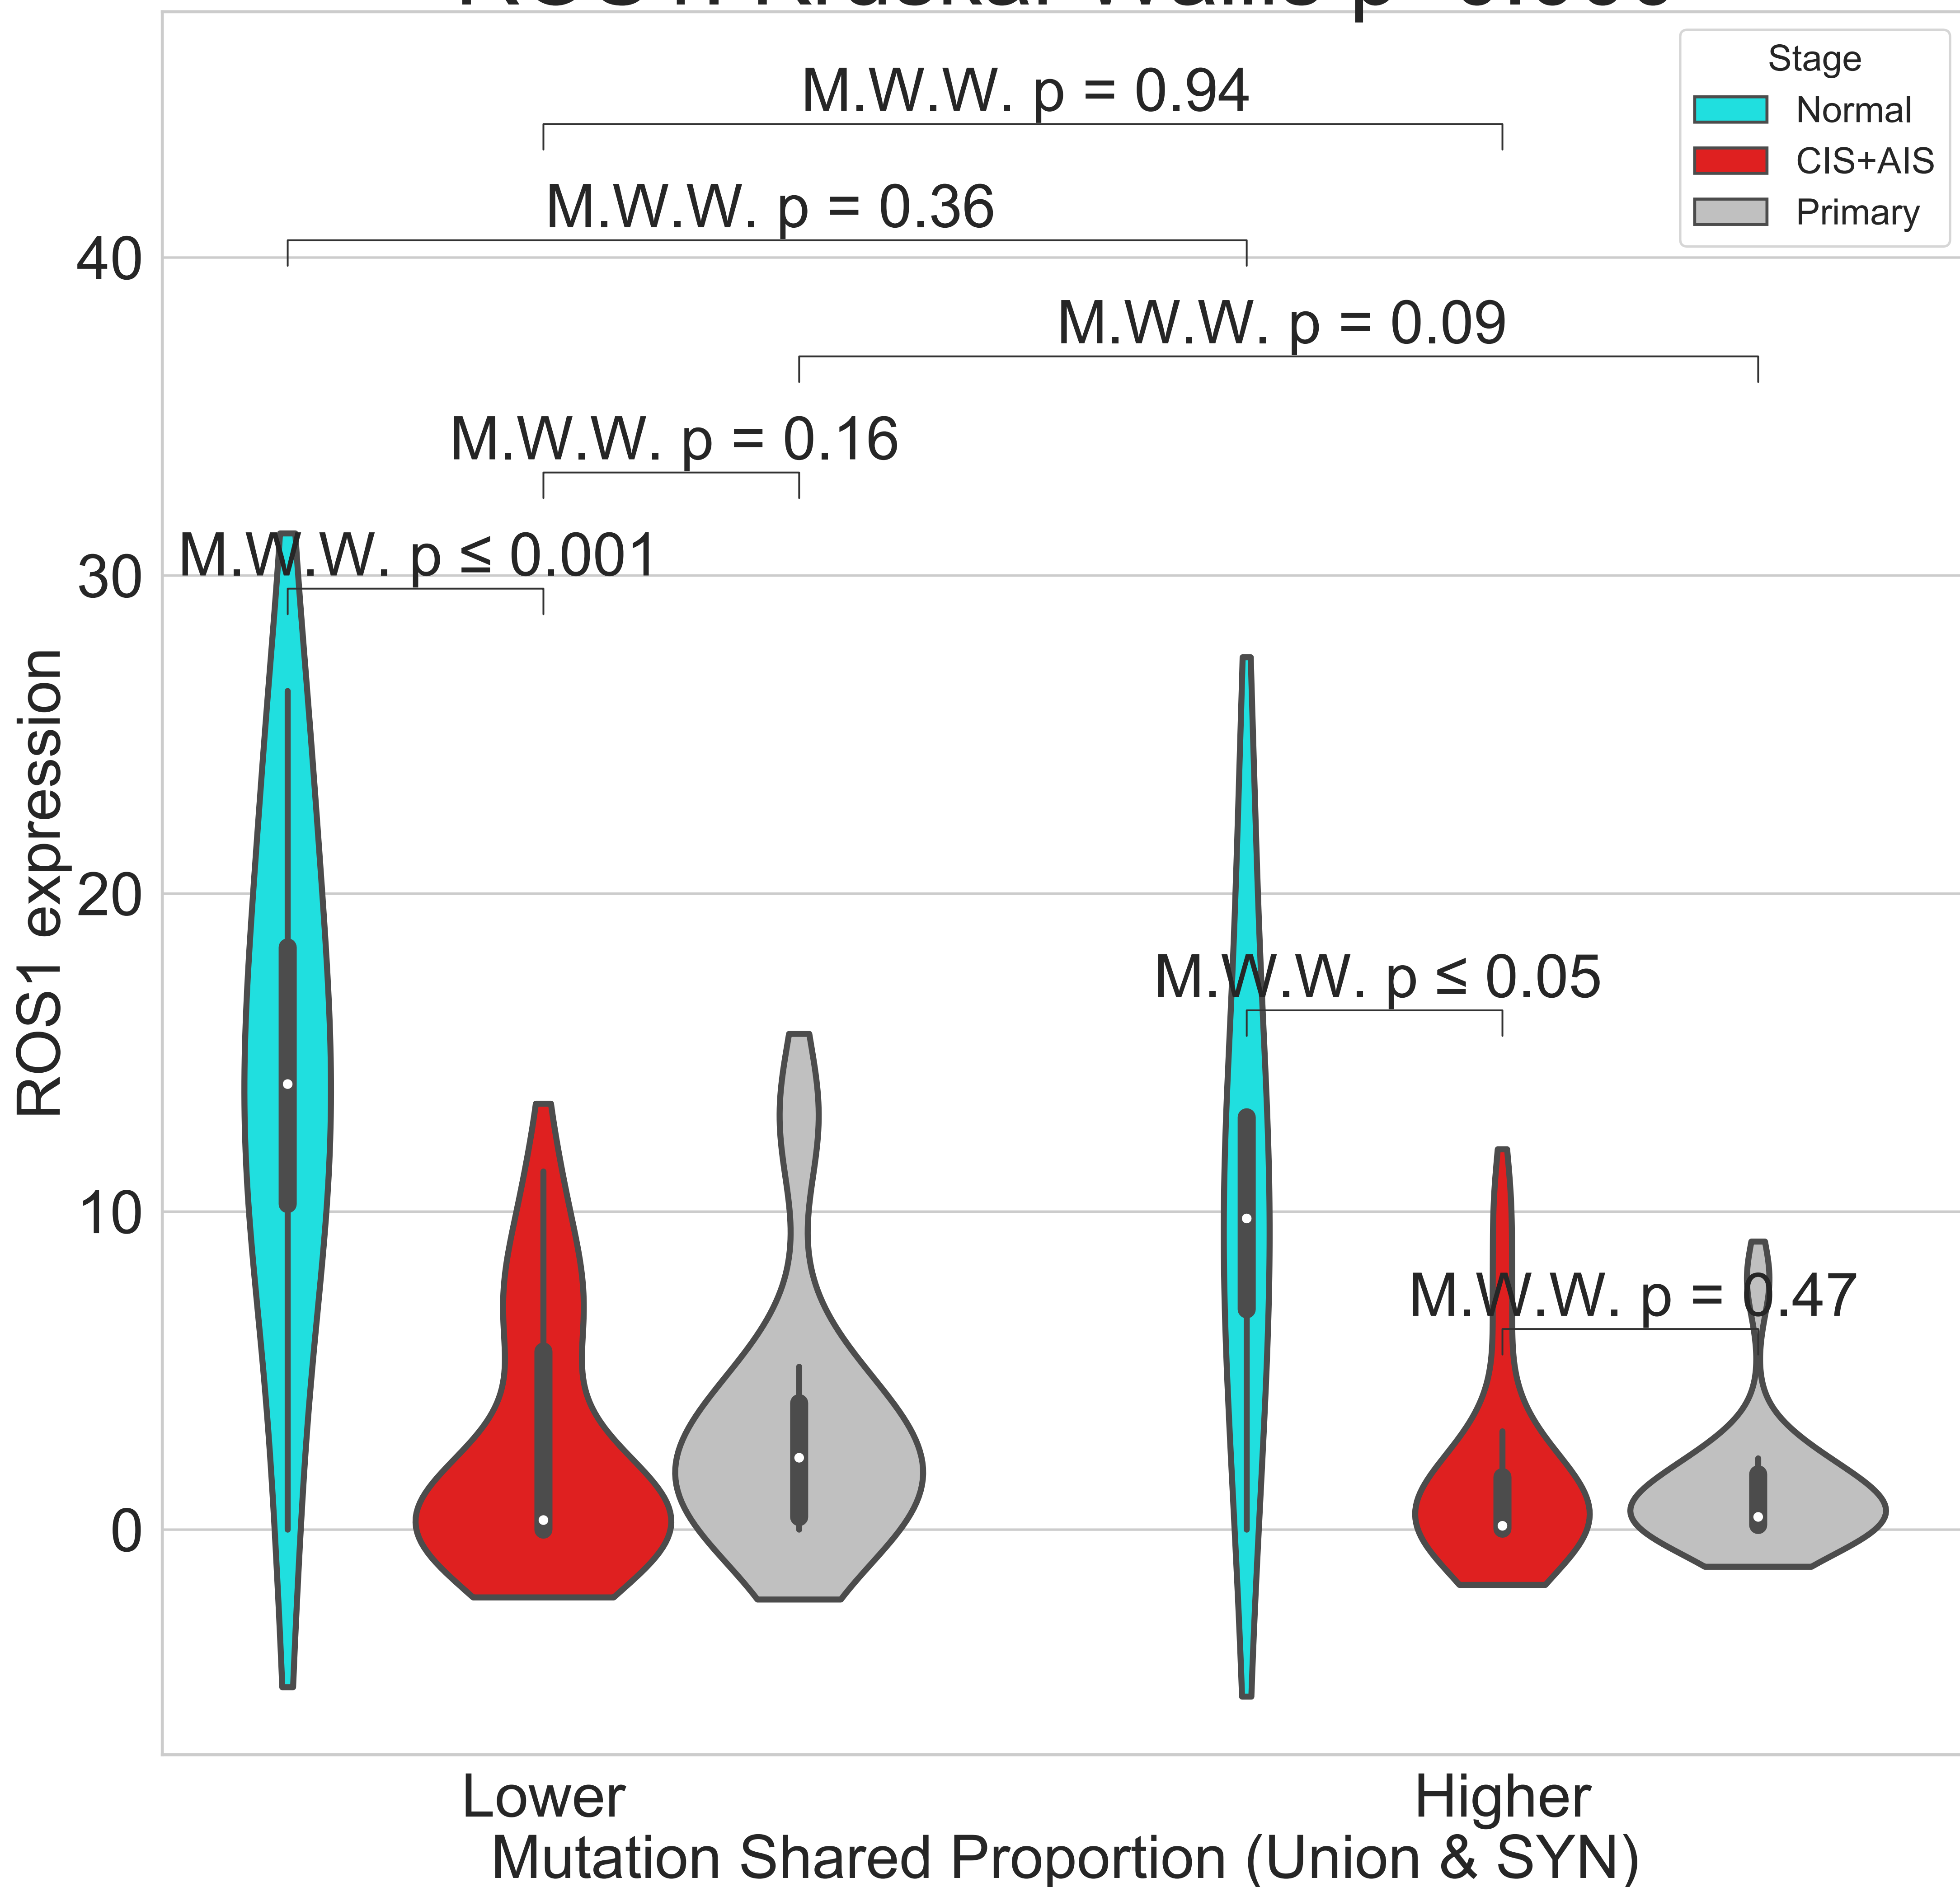 Stage
Normal
CIS+AIS
Primary
M.W.W. p = 0.94
M.W.W. p = 0.36
M.W.W. p = 0.09
M.W.W. p = 0.16
M.W.W. p ≤ 0.001
M.W.W. p ≤ 0.05
M.W.W. p = 0.47
ROS1 expression
40
30
20
10
0
Lower
Higher
Mutation Shared Proportion (Union & SYN)